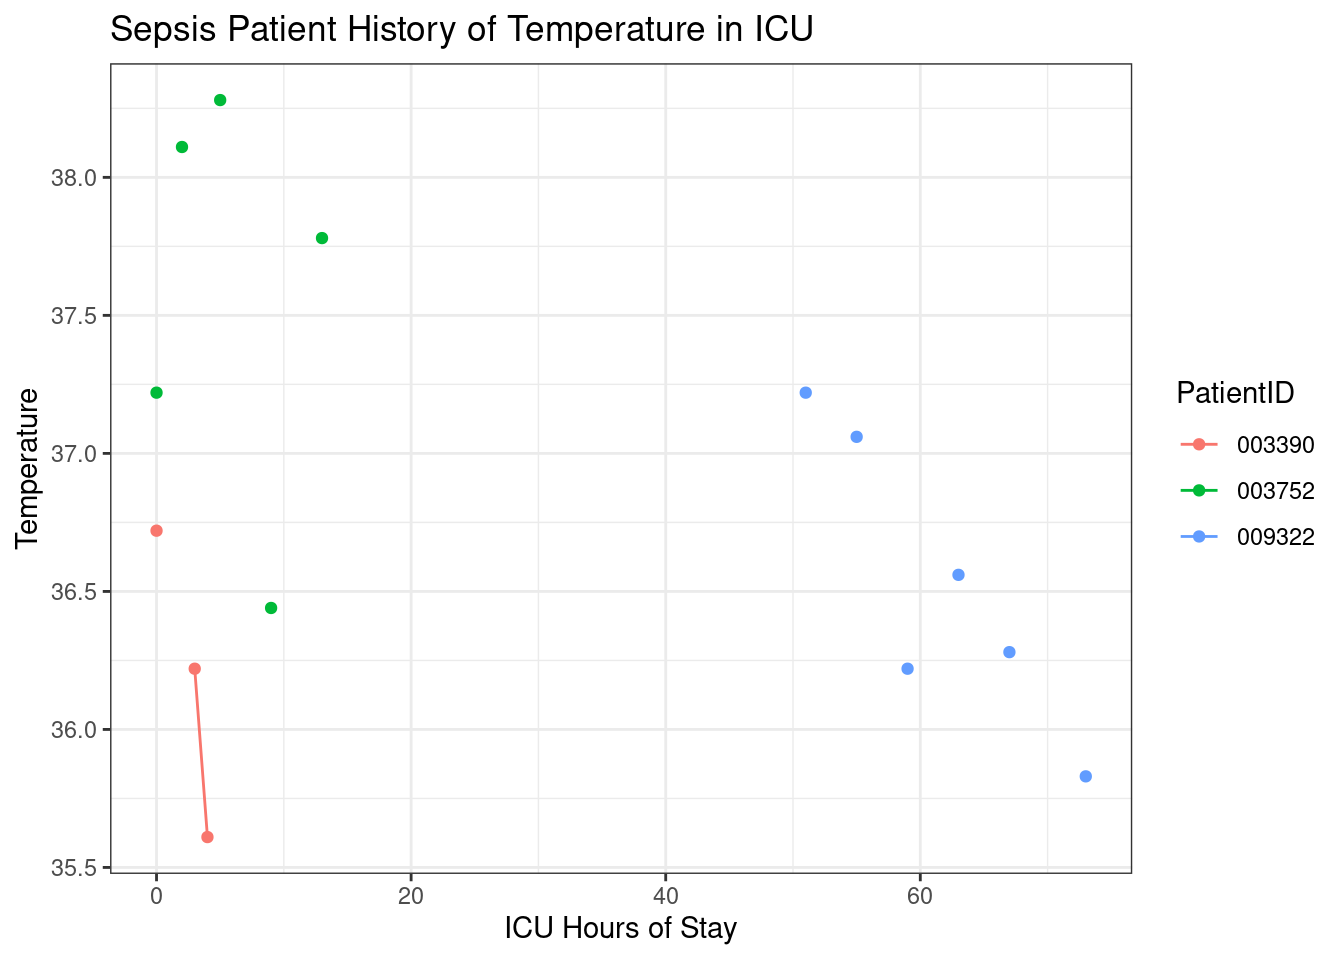 Sepsis Patient History of Temperature in ICU
38.0
37.5
37.0
36.5
36.0
35.5
Temperature
0 20 40 60
ICU Hours of Stay
PatientID
003390
003752
009322